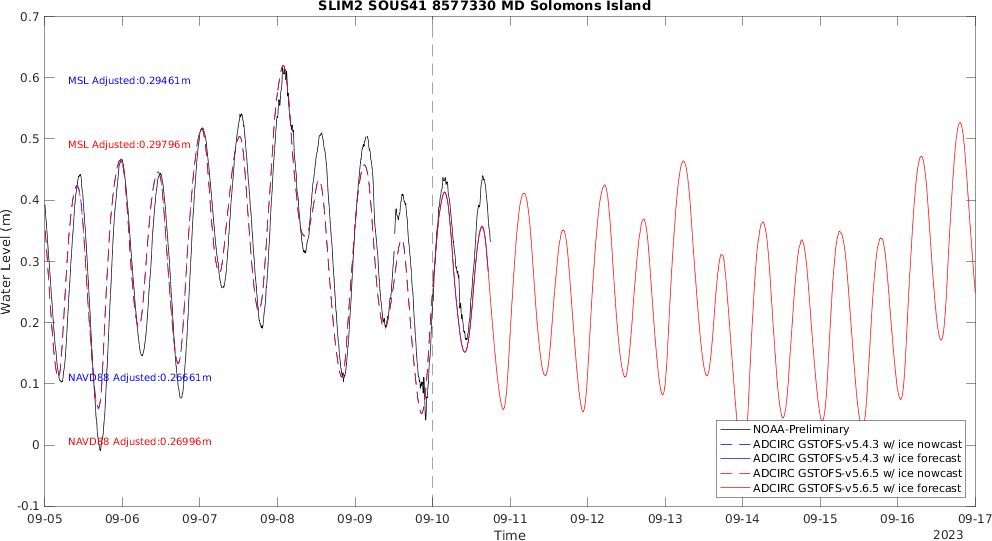 SLIM2 SOUS41 8577330 MD Solomons Island
0.7
0.6
0.5
0.4
0.3
0.2
0.1
0
-0.1
Water Level (m)
MSL Adjusted:0.29461m
MSL Adjusted:0.29796m
NAVD88 Adjusted:0.26661m
NAVD88 Adjusted:0.26996m
NOAA-Preliminary
ADCIRC GSTOFS-v5.4.3 w/ ice nowcast
ADCIRC GSTOFS-v5.4.3 w/ ice forecast
ADCIRC GSTOFS-v5.6.5 w/ ice nowcast
ADCIRC GSTOFS-v5.6.5 w/ ice forecast
09-05 09-06 09-07 09-08 09-09 09-10 09-11 09-12 09-13 09-14 09-15 09-16 09-17
Time
2023